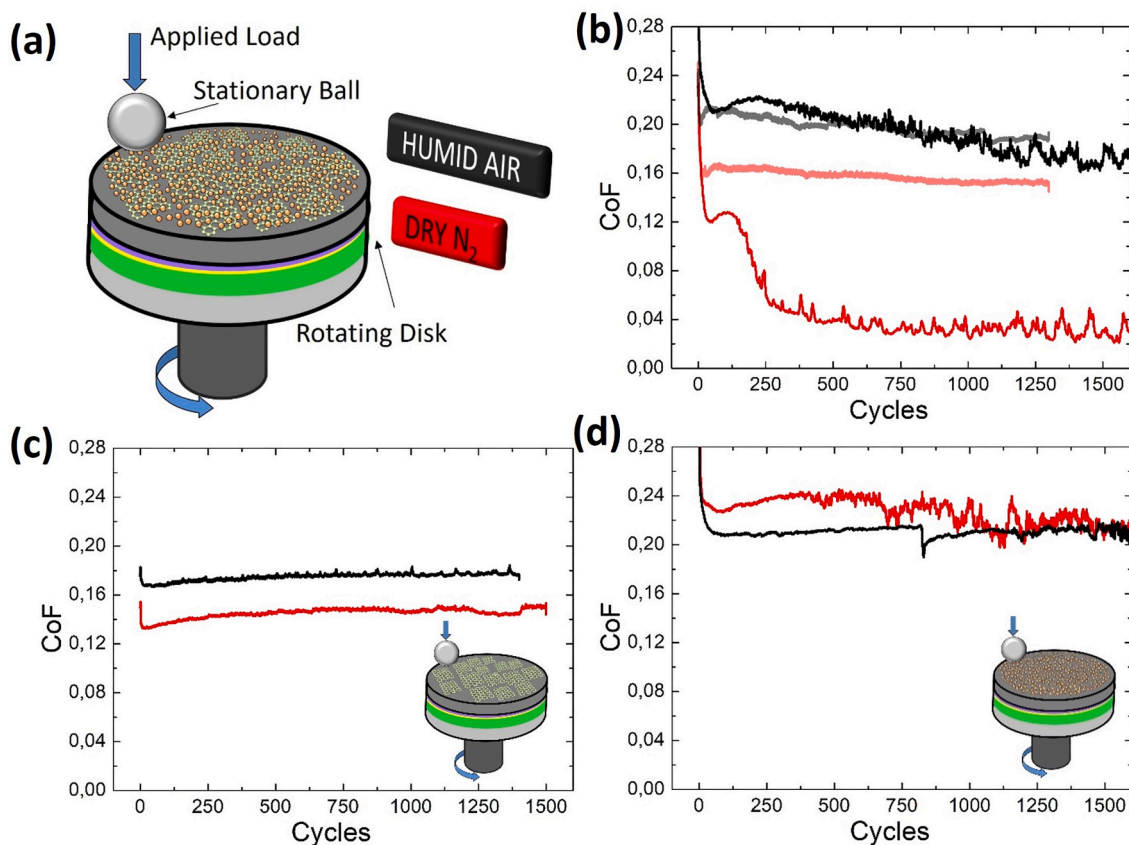 (a)
Applied Load
Stationary Ball
HUMID AIR
DRY N2
Rotating Disk
(b)
0,28
0,24
0,20
0,16
0,12
0,08
0,04
0,00
CoF
0 250 500 750 1000 1250 1500
Cycles
(c)
0,28
0,24
0,20
0,16
0,12
0,08
0,04
0,00
CoF
0 250 500 750 1000 1250 1500
Cycles
(d)
0,28
0,24
0,20
0,16
0,12
0,08
0,04
0,00
CoF
0 250 500 750 1000 1250 1500
Cycles